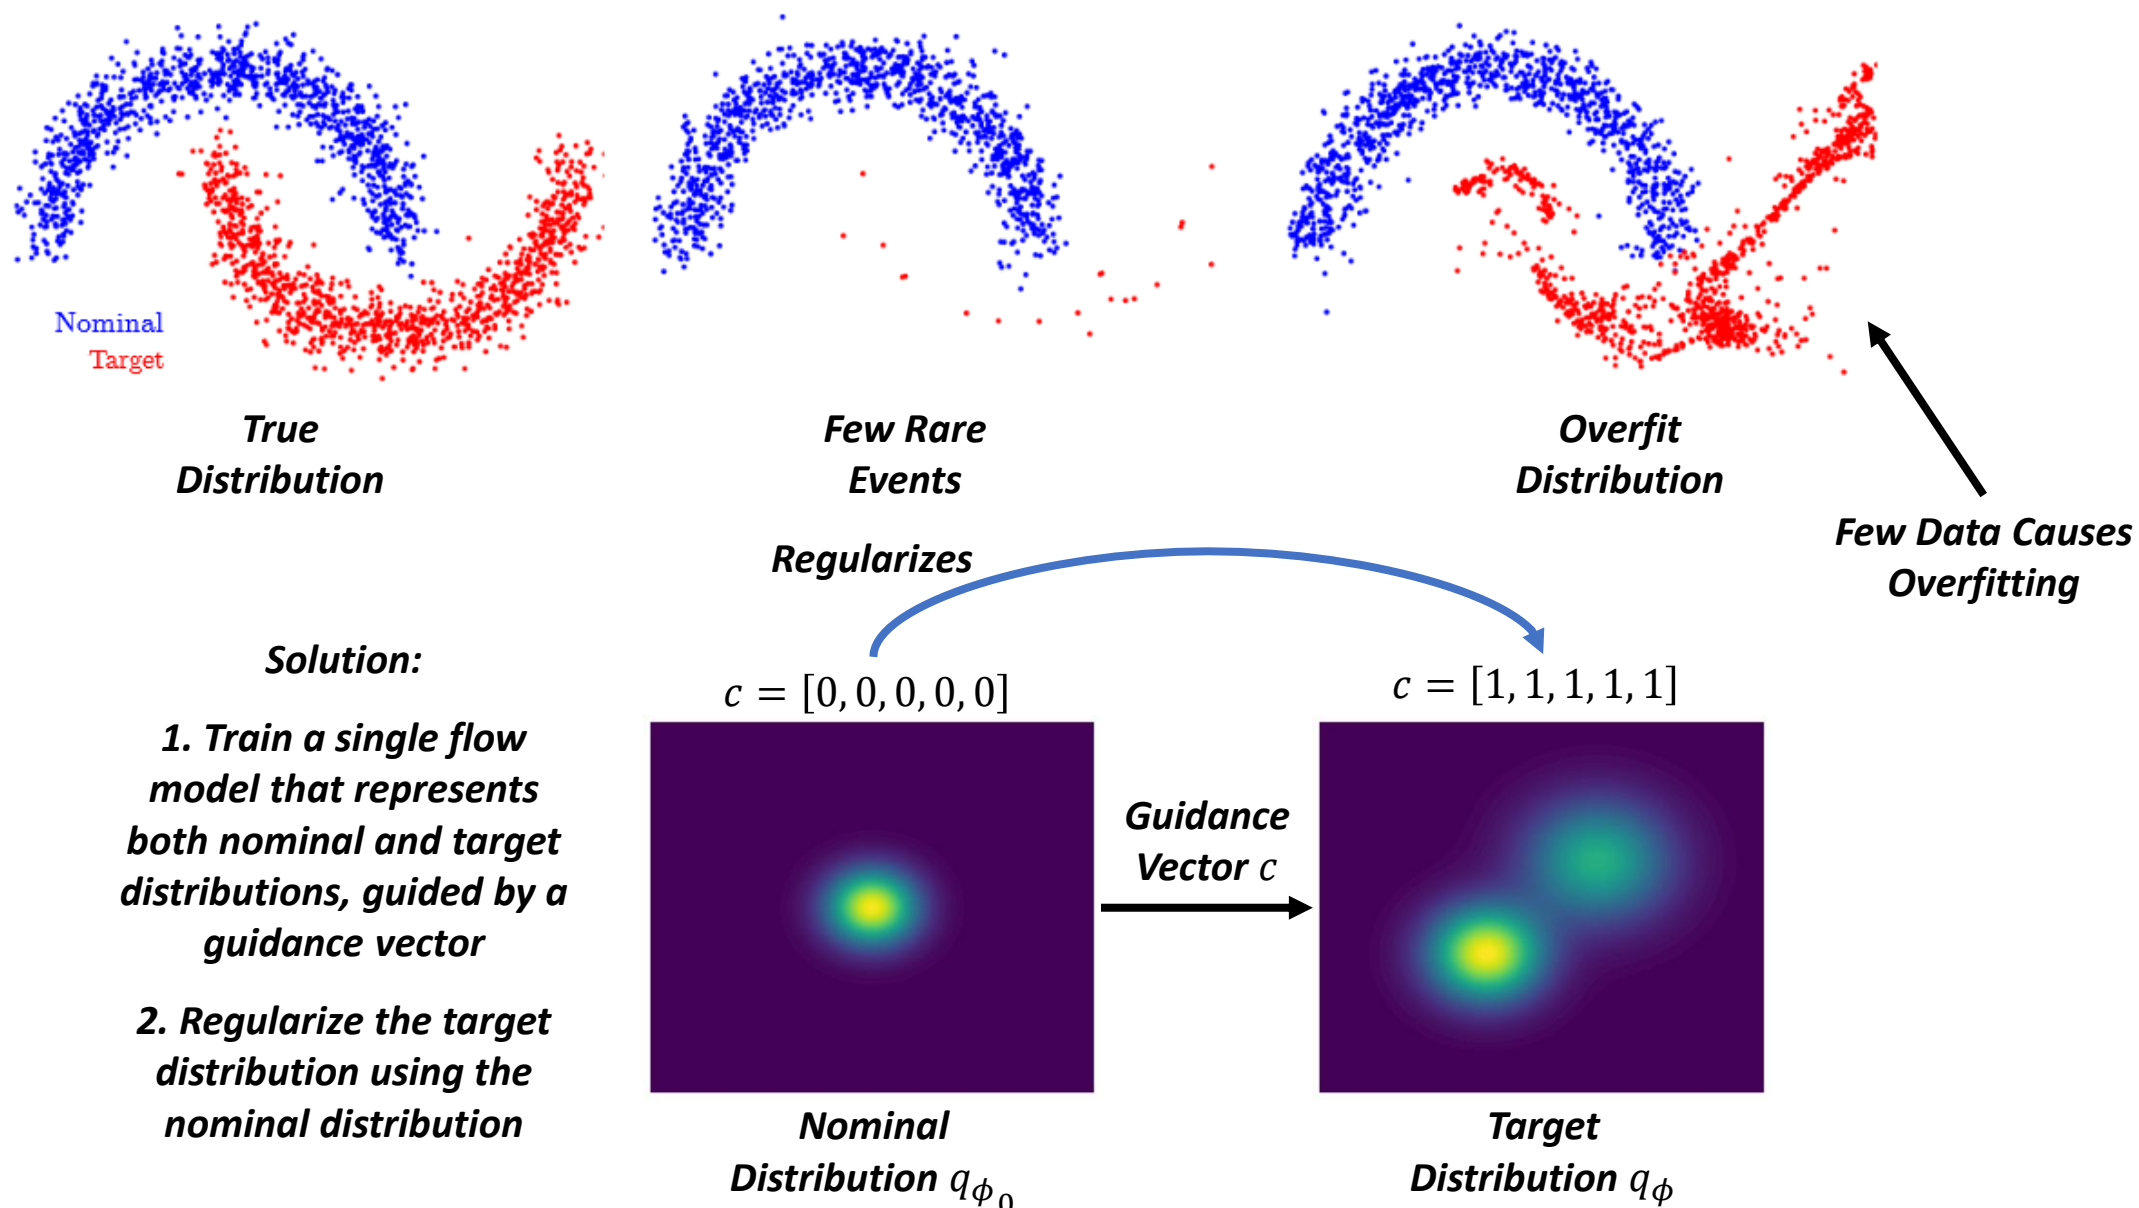 Nominal
Target
True
Distribution
Few Rare
Events
Overfit
Distribution
Few Data Causes
Overfitting
Regularizes
Solution:
1. Train a single flow
model that represents
both nominal and target
distributions, guided by a
guidance vector
2. Regularize the target
distribution using the
nominal distribution
c = [0, 0, 0, 0, 0]
c = [1, 1, 1, 1, 1]
Guidance
Vector c
Nominal
Distribution q_{ϕ_0}
Target
Distribution q_ϕ